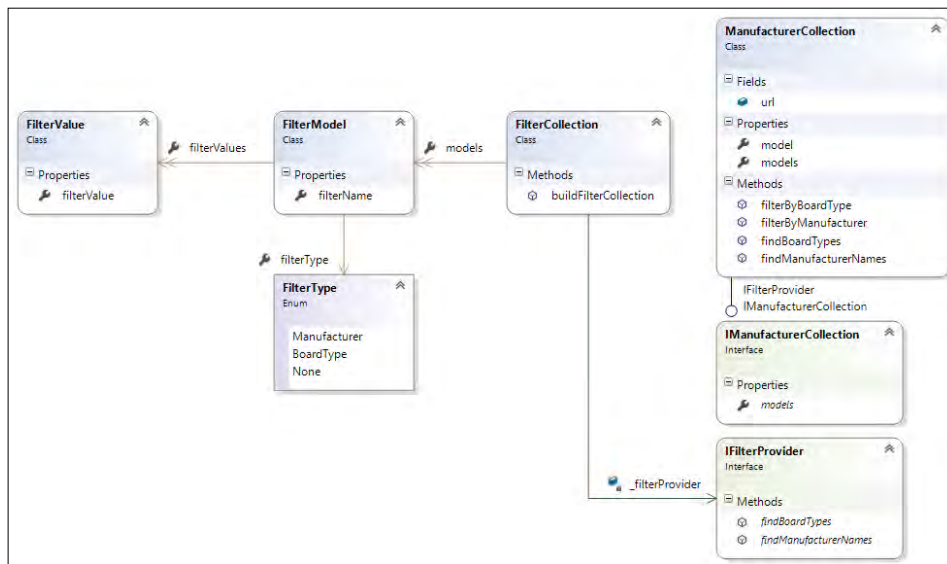 ManufacturerCollection
Class
Fields
url
Properties
model
models
Methods
filterByBoardType
filterByManufacturer
findBoardTypes
findManufacturerNames
IFilterProvider
IManufacturerCollection
FilterValue
Class
Properties
filterValue
filterValues
FilterModel
Class
Properties
filterName
models
FilterCollection
Class
Methods
buildFilterCollection
filterType
FilterType
Enum
Manufacturer
BoardType
None
IManufacturerCollection
Interface
Properties
models
_filterProvider
IFilterProvider
Interface
Methods
findBoardTypes
findManufacturerNames